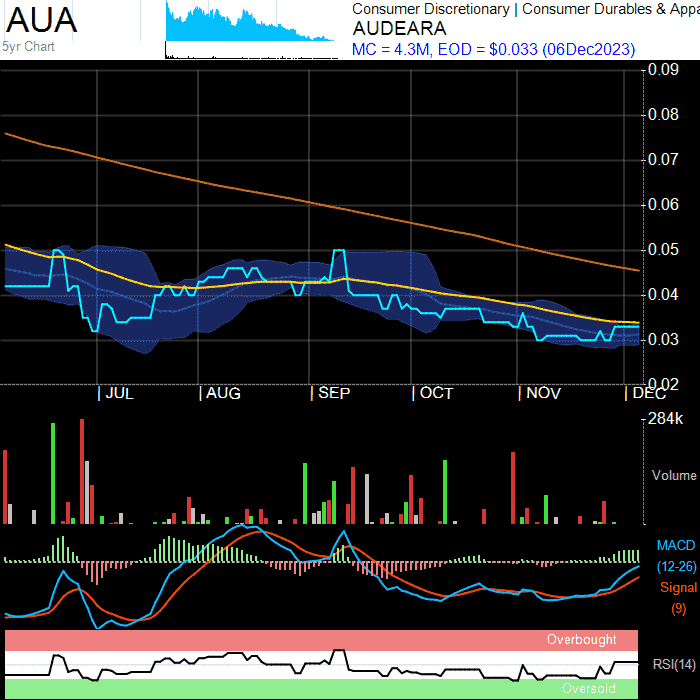 AUA
5yr Chart
Consumer Discretionary | Consumer Durables & Appa
AUDEARA
MC = 4.3M, EOD = $0.033 (06Dec2023)
0.09
0.08
0.07
0.06
0.05
0.04
0.03
0.02
| JUL | AUG | SEP | OCT | NOV | DEC
284k
Volume
MACD
(12-26)
Signal
(9)
Overbought
RSI(14)
Oversold